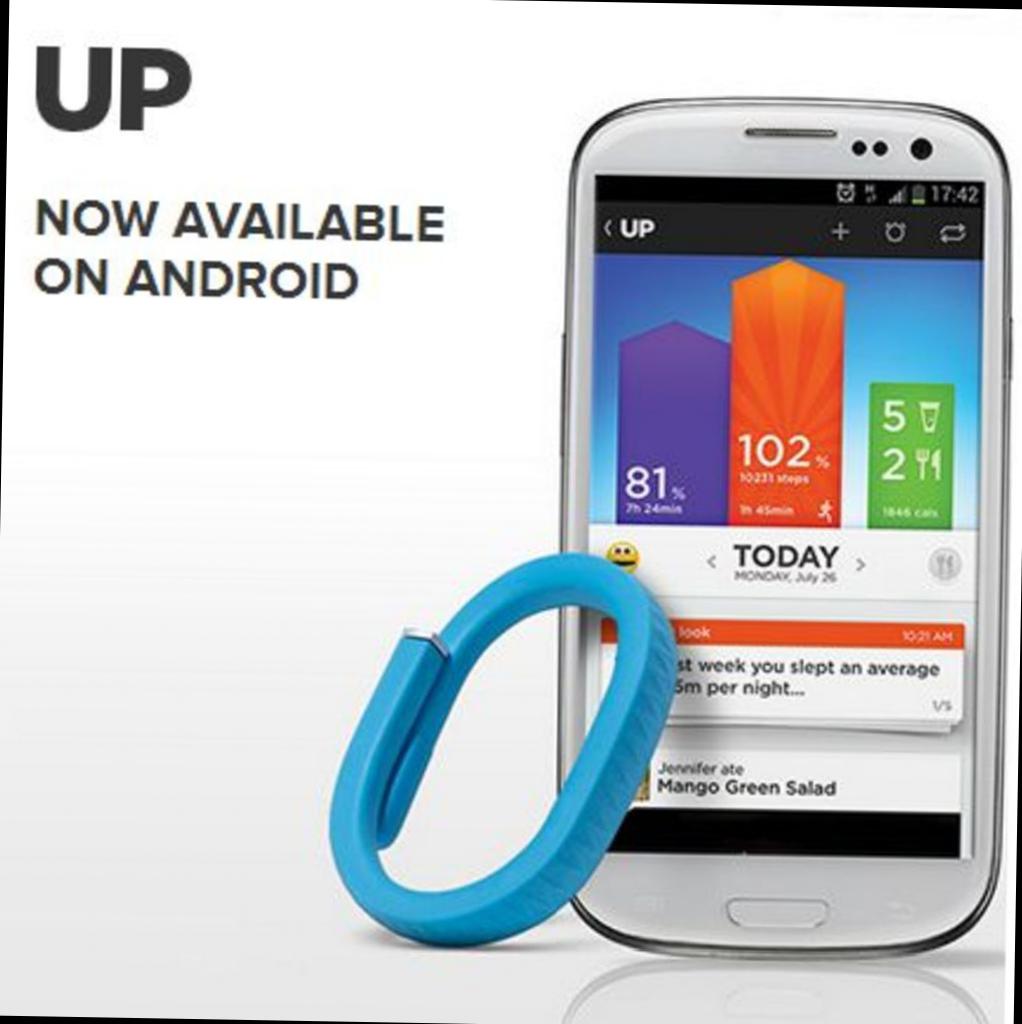 UP
NOW AVAILABLE
ON ANDROID
17:42
UP
5
2
102%
10231 steps
81%
7h 24min
1h 45min
1846 cals
TODAY
MONDAY, July 26
look
10:21 AM
st week you slept an average
5m per night...
1/5
Jennifer ate
Mango Green Salad